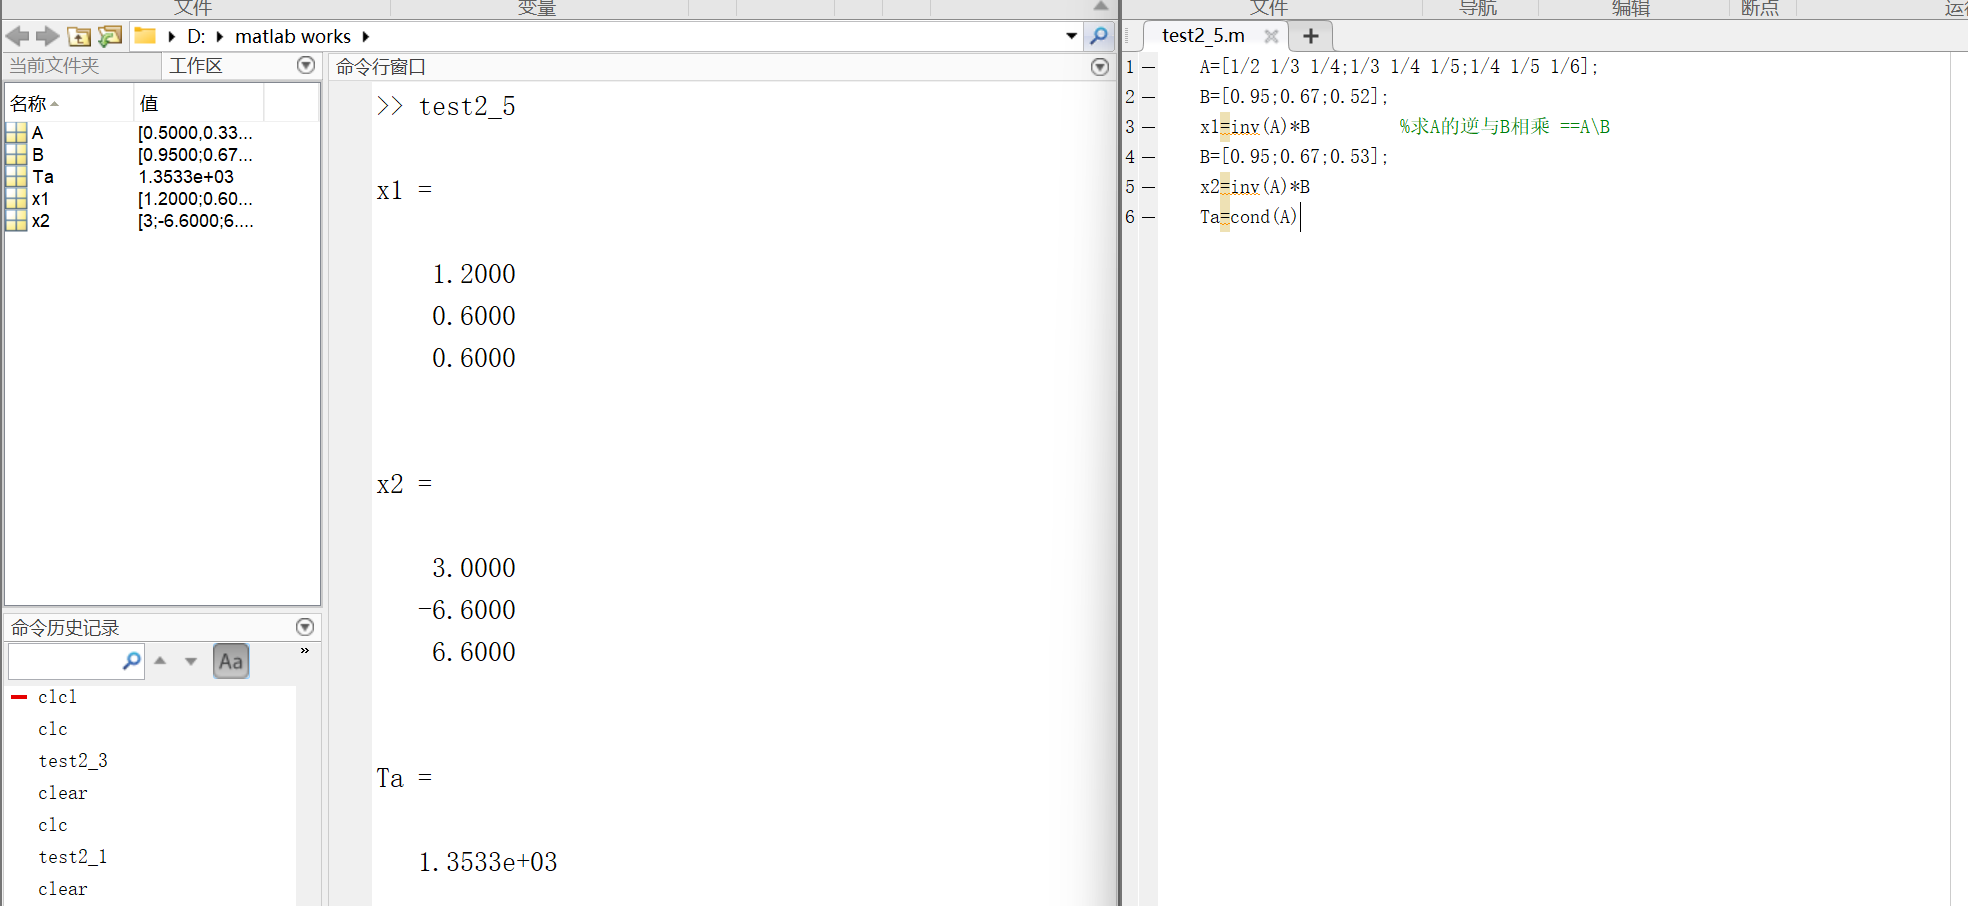 文件
变量
D:
matlab works
当前文件夹
工作区
名称
值
A
[0.5000,0.33...
B
[0.9500;0.67...
Ta
1.3533e+03
x1
[1.2000;0.60...
x2
[3;-6.6000;6....
命令历史记录
Aa
»
clcl
clc
test2_3
clear
clc
test2_1
clear
命令行窗口
>> test2_5
x1 =
1.2000
0.6000
0.6000
x2 =
3.0000
-6.6000
6.6000
Ta =
1.3533e+03
文件
导航
编辑
断点
运行
test2_5.m
1 — A=[1/2 1/3 1/4;1/3 1/4 1/5;1/4 1/5 1/6];
2 — B=[0.95;0.67;0.52];
3 — x1=inv(A)*B %求A的逆与B相乘 ==A\B
4 — B=[0.95;0.67;0.53];
5 — x2=inv(A)*B
6 — Ta=cond(A)